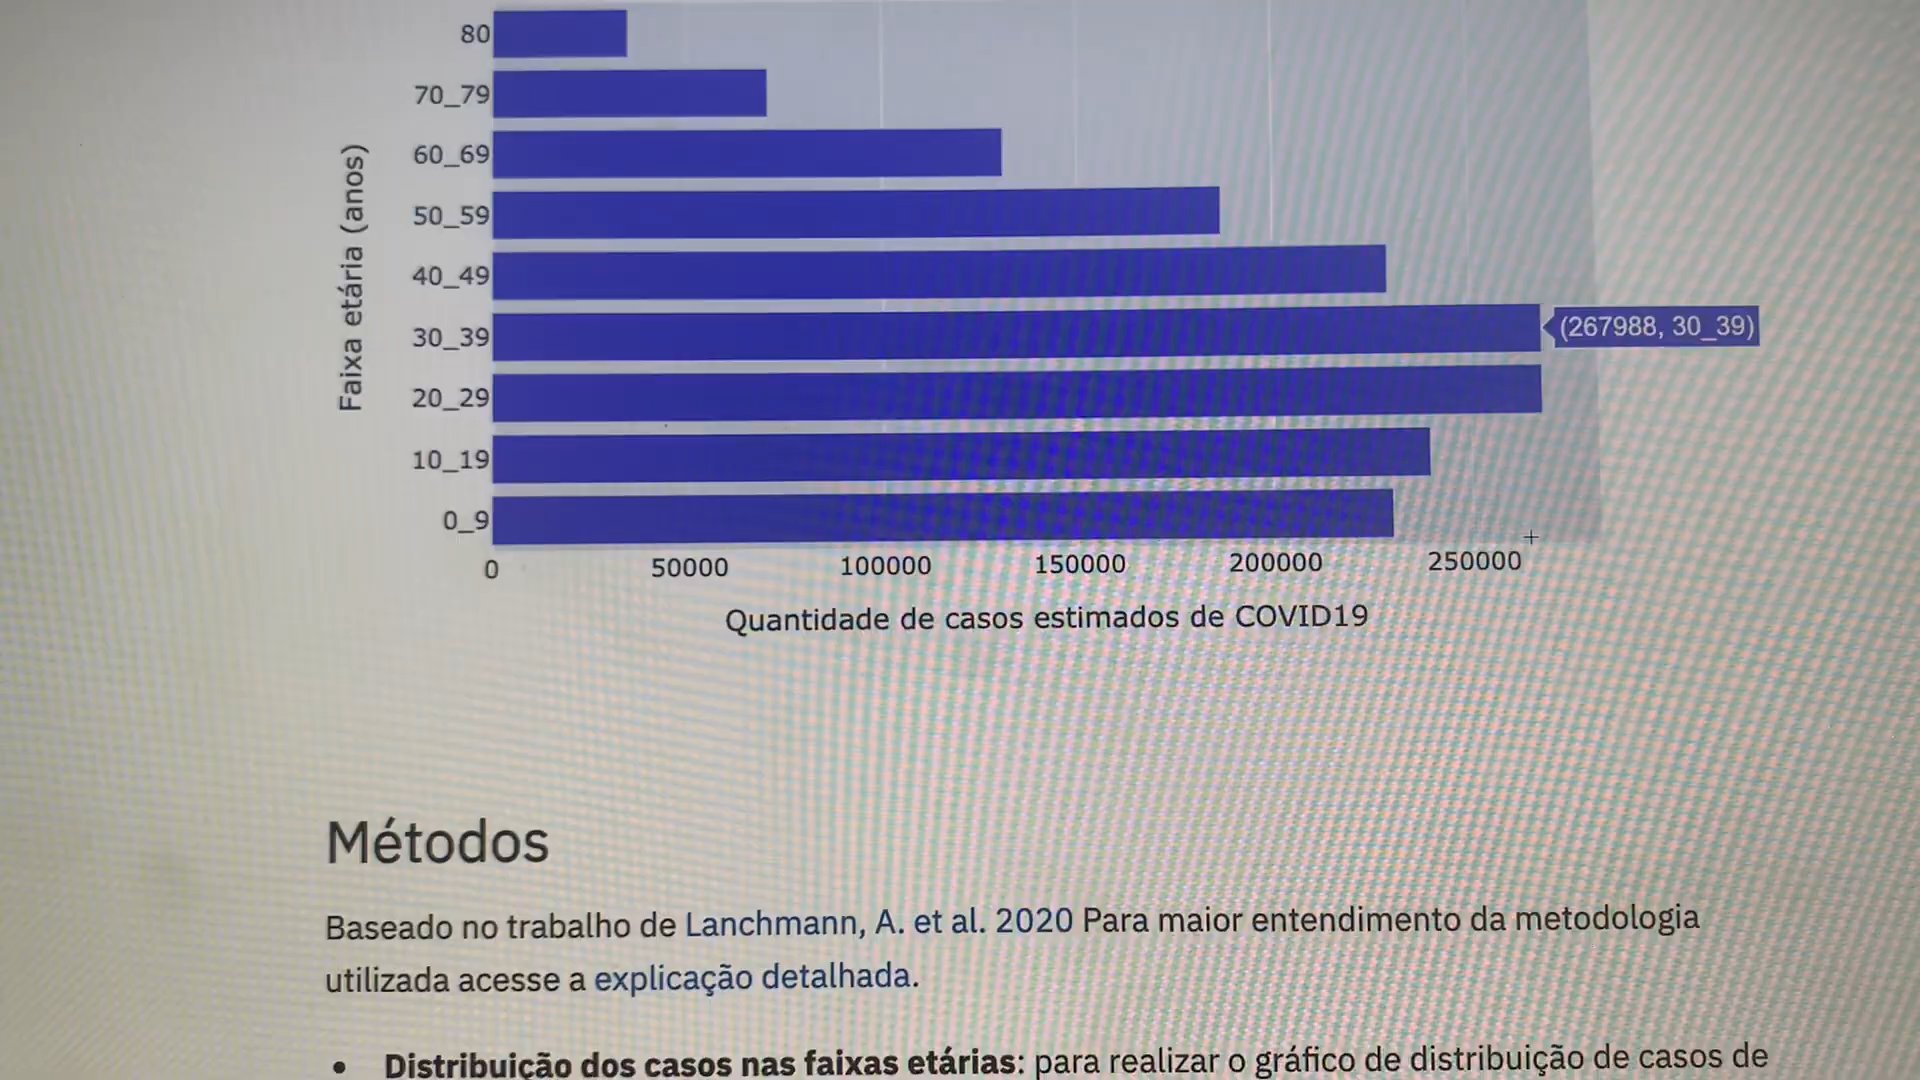 80
70_79
60_69
50_59
40_49
30_39
(267988, 30_39)
20_29
10_19
0_9
Faixa etária (anos)
0 50000 100000 150000 200000 250000
Quantidade de casos estimados de COVID19
Métodos
Baseado no trabalho de Lanchmann, A. et al. 2020 Para maior entendimento da metodologia
utilizada acesse a explicação detalhada.
• Distribuição dos casos nas faixas etárias: para realizar o gráfico de distribuição de casos de